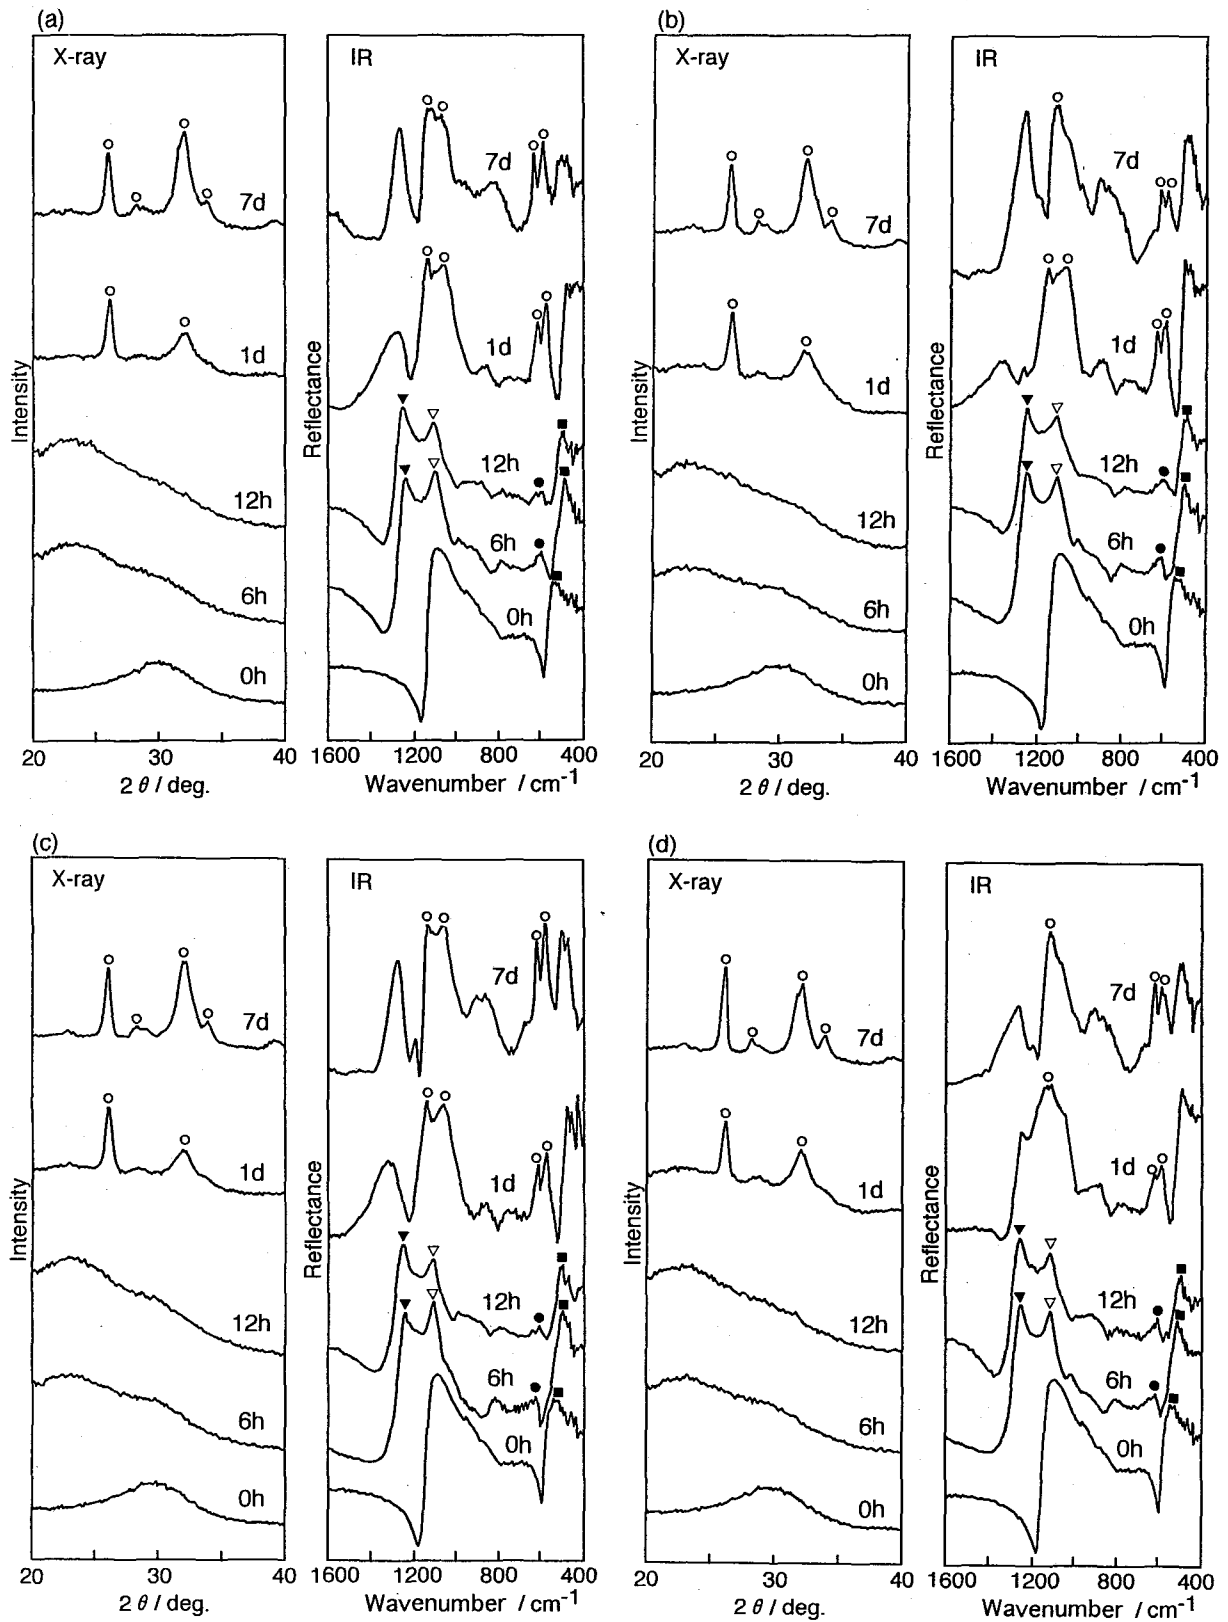 (a)
X-ray
7d
1d
12h
6h
0h
Intensity
20 30 40
2 θ / deg.
IR
7d
1d
12h
6h
0h
Reflectance
1600 1200 800 400
Wavenumber / cm-1
(b)
X-ray
7d
1d
12h
6h
0h
Intensity
20 30 40
2 θ / deg.
IR
7d
1d
12h
6h
0h
Reflectance
1600 1200 800 400
Wavenumber / cm-1
(c)
X-ray
7d
1d
12h
6h
0h
Intensity
20 30 40
2 θ / deg.
IR
7d
1d
12h
6h
0h
Reflectance
1600 1200 800 400
Wavenumber / cm-1
(d)
X-ray
7d
1d
12h
6h
0h
Intensity
20 30 40
2 θ / deg.
IR
7d
1d
12h
6h
0h
Reflectance
1600 1200 800 400
Wavenumber / cm-1